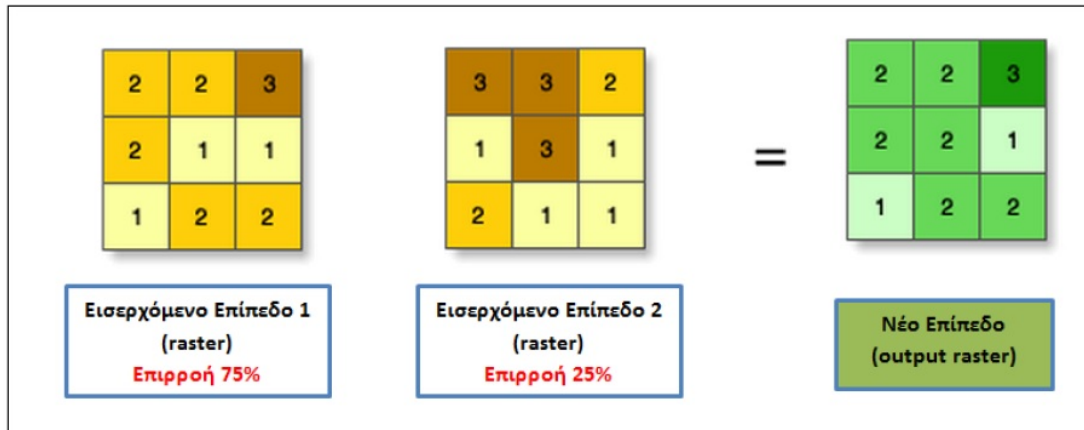 2 2 3
2 1 1
1 2 2
3 3 2
1 3 1
2 1 1
=
2 2 3
2 2 1
1 2 2
Εισερχόμενο Επίπεδο 1
(raster)
Επιρροή 75%
Εισερχόμενο Επίπεδο 2
(raster)
Επιρροή 25%
Νέο Επίπεδο
(output raster)